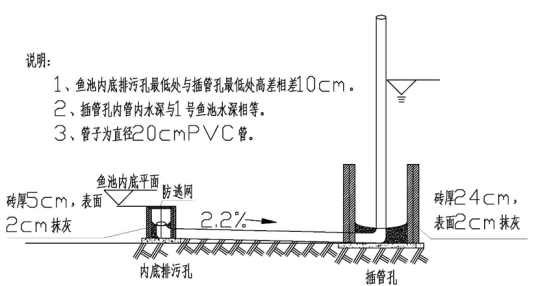 说明：
1、鱼池内底排污孔最低处与插管孔最低处高差相差10cm。
2、插管孔内管内水深与1号鱼池水深相等。
3、管子为直径20cmPVC管。
鱼池内底平面
防逃网
砖厚5cm，表面
2cm抹灰
2.2%
砖厚24cm，
表面2cm抹灰
内底排污孔
插管孔